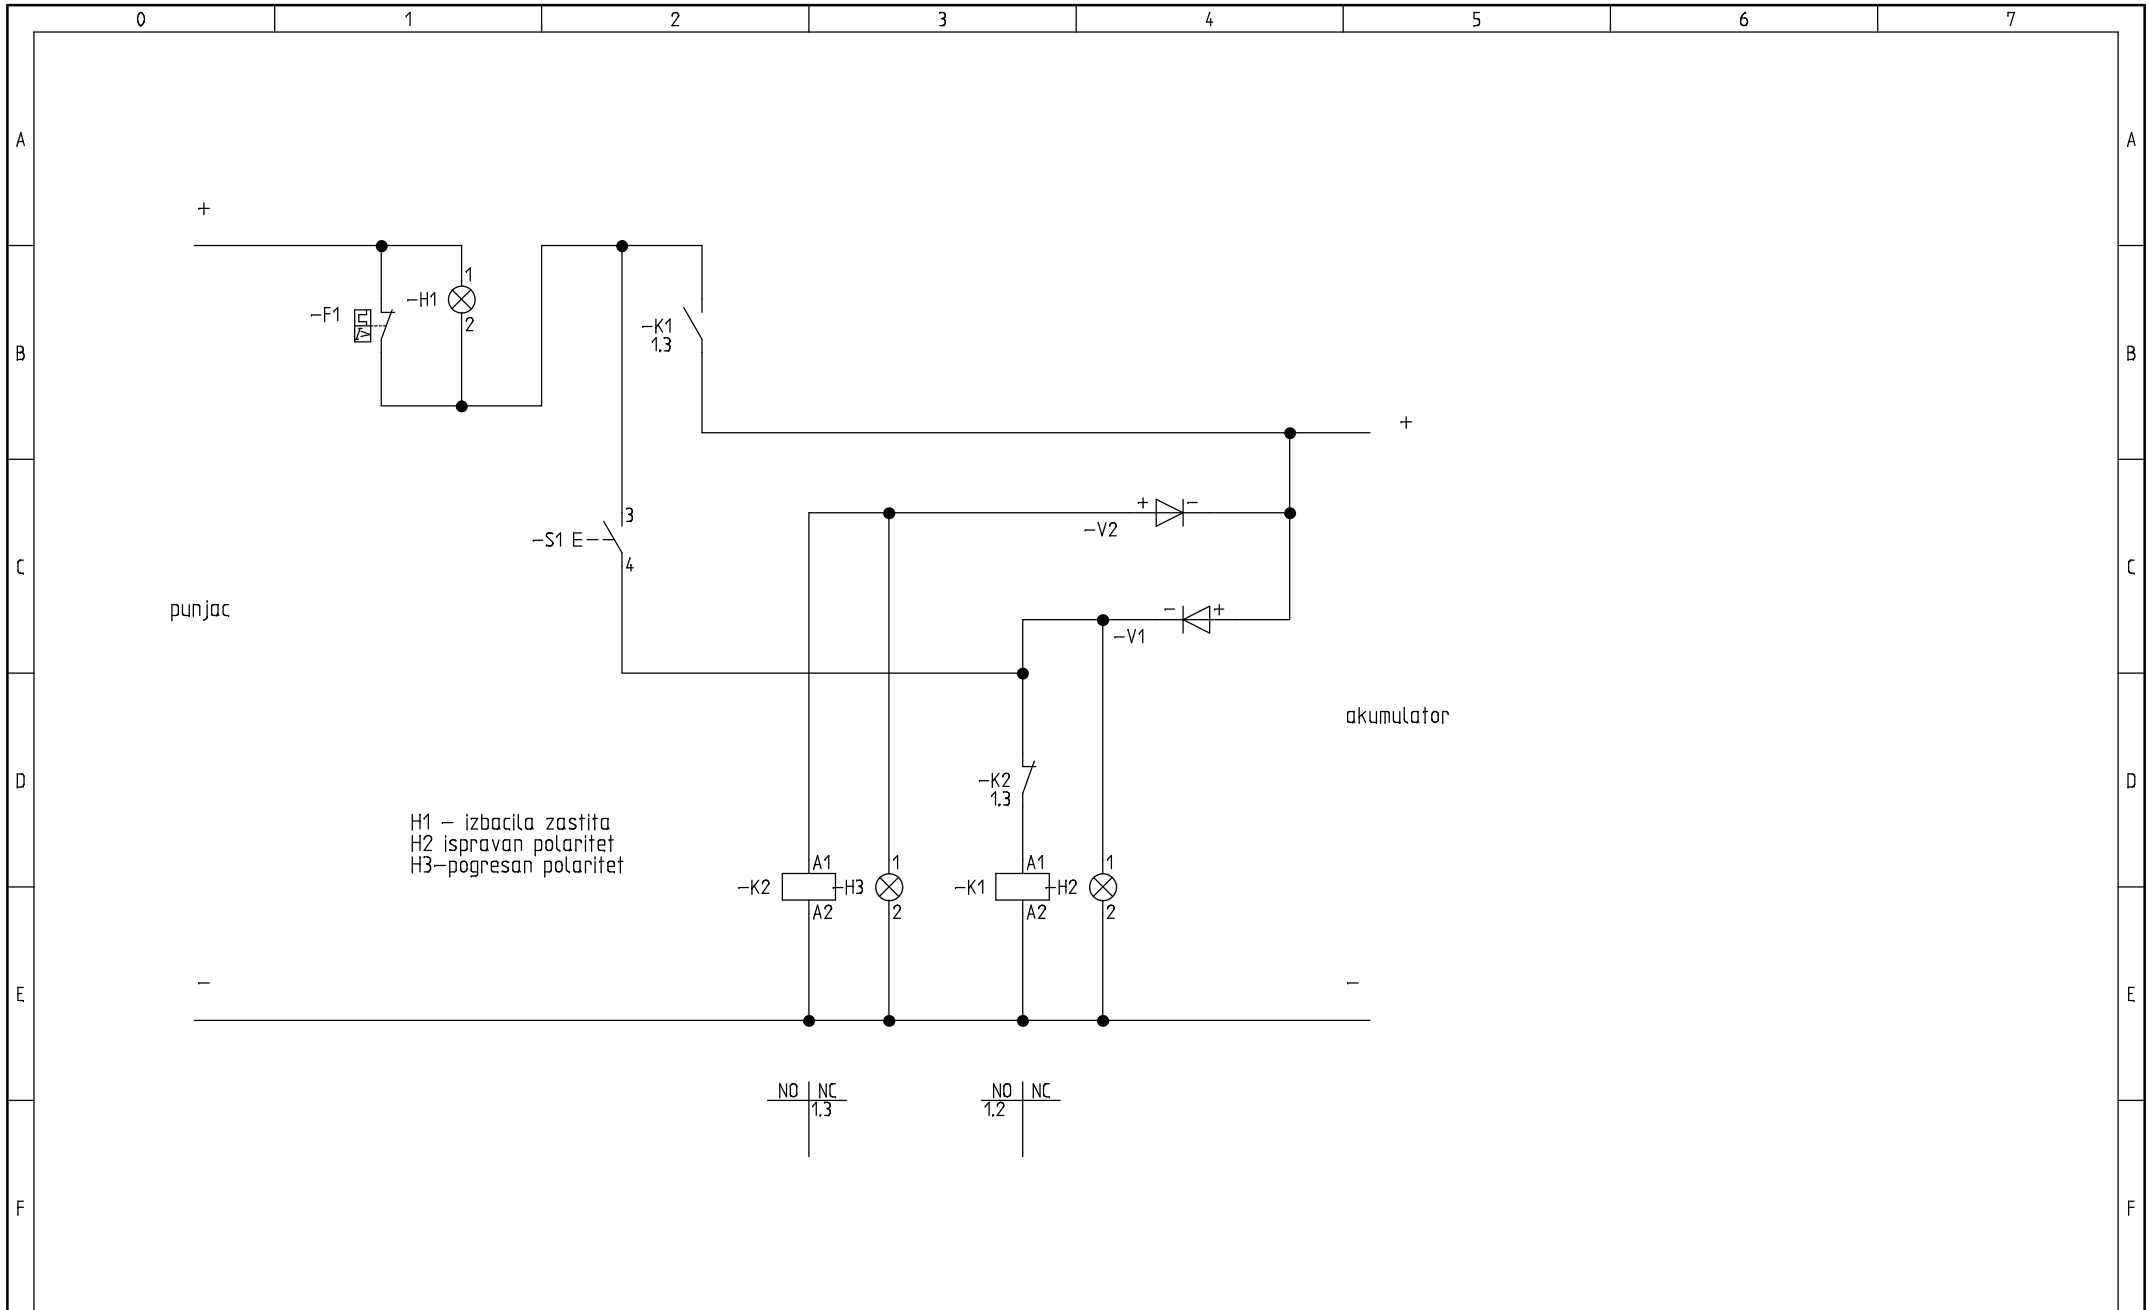 0 1 2 3 4 5 6 7
A A
+
1
-H1
-F1
2
-K1
1.3
B B
+
+ -
-V2
3
-S1 E
4
C C
punjac
- +
-V1
akumulator
-K2
1.3
D D
H1 - izbacila zastita
H2 ispravan polaritet
H3-pogresan polaritet
A1 1 A1 1
-K2 -H3 -K1 -H2
A2 2 A2 2
- -
E E
NO NC NO NC
1.3 1.2
F F